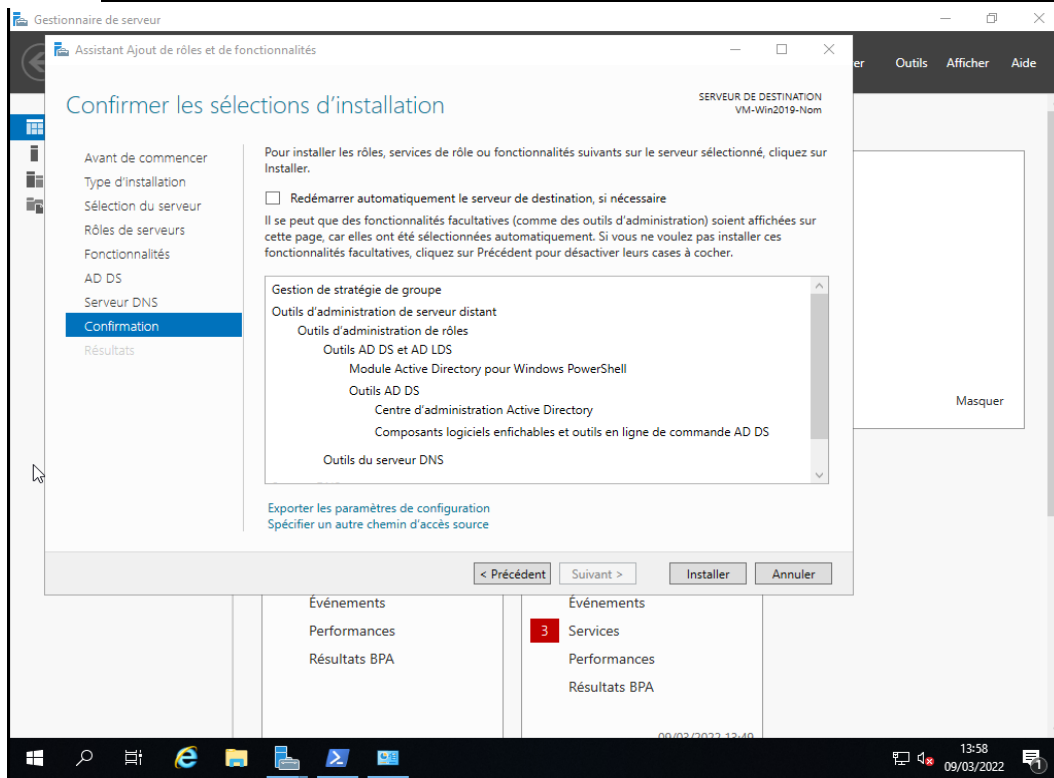 Gestionnaire de serveur
Assistant Ajout de rôles et de fonctionnalités
er Outils Afficher Aide
Confirmer les sélections d'installation
SERVEUR DE DESTINATION
VM-Win2019-Nom
Avant de commencer
Type d'installation
Sélection du serveur
Rôles de serveurs
Fonctionnalités
AD DS
Serveur DNS
Confirmation
Résultats
Pour installer les rôles, services de rôle ou fonctionnalités suivants sur le serveur sélectionné, cliquez sur
Installer.
Redémarrer automatiquement le serveur de destination, si nécessaire
Il se peut que des fonctionnalités facultatives (comme des outils d'administration) soient affichées sur
cette page, car elles ont été sélectionnées automatiquement. Si vous ne voulez pas installer ces
fonctionnalités facultatives, cliquez sur Précédent pour désactiver leurs cases à cocher.
Gestion de stratégie de groupe
Outils d'administration de serveur distant
Outils d'administration de rôles
Outils AD DS et AD LDS
Module Active Directory pour Windows PowerShell
Outils AD DS
Centre d'administration Active Directory
Composants logiciels enfichables et outils en ligne de commande AD DS
Outils du serveur DNS
Exporter les paramètres de configuration
Spécifier un autre chemin d'accès source
Masquer
< Précédent Suivant > Installer Annuler
Événements
Performances
Résultats BPA
Événements
3 Services
Performances
Résultats BPA
09/03/2022 13:49
13:58
09/03/2022
1